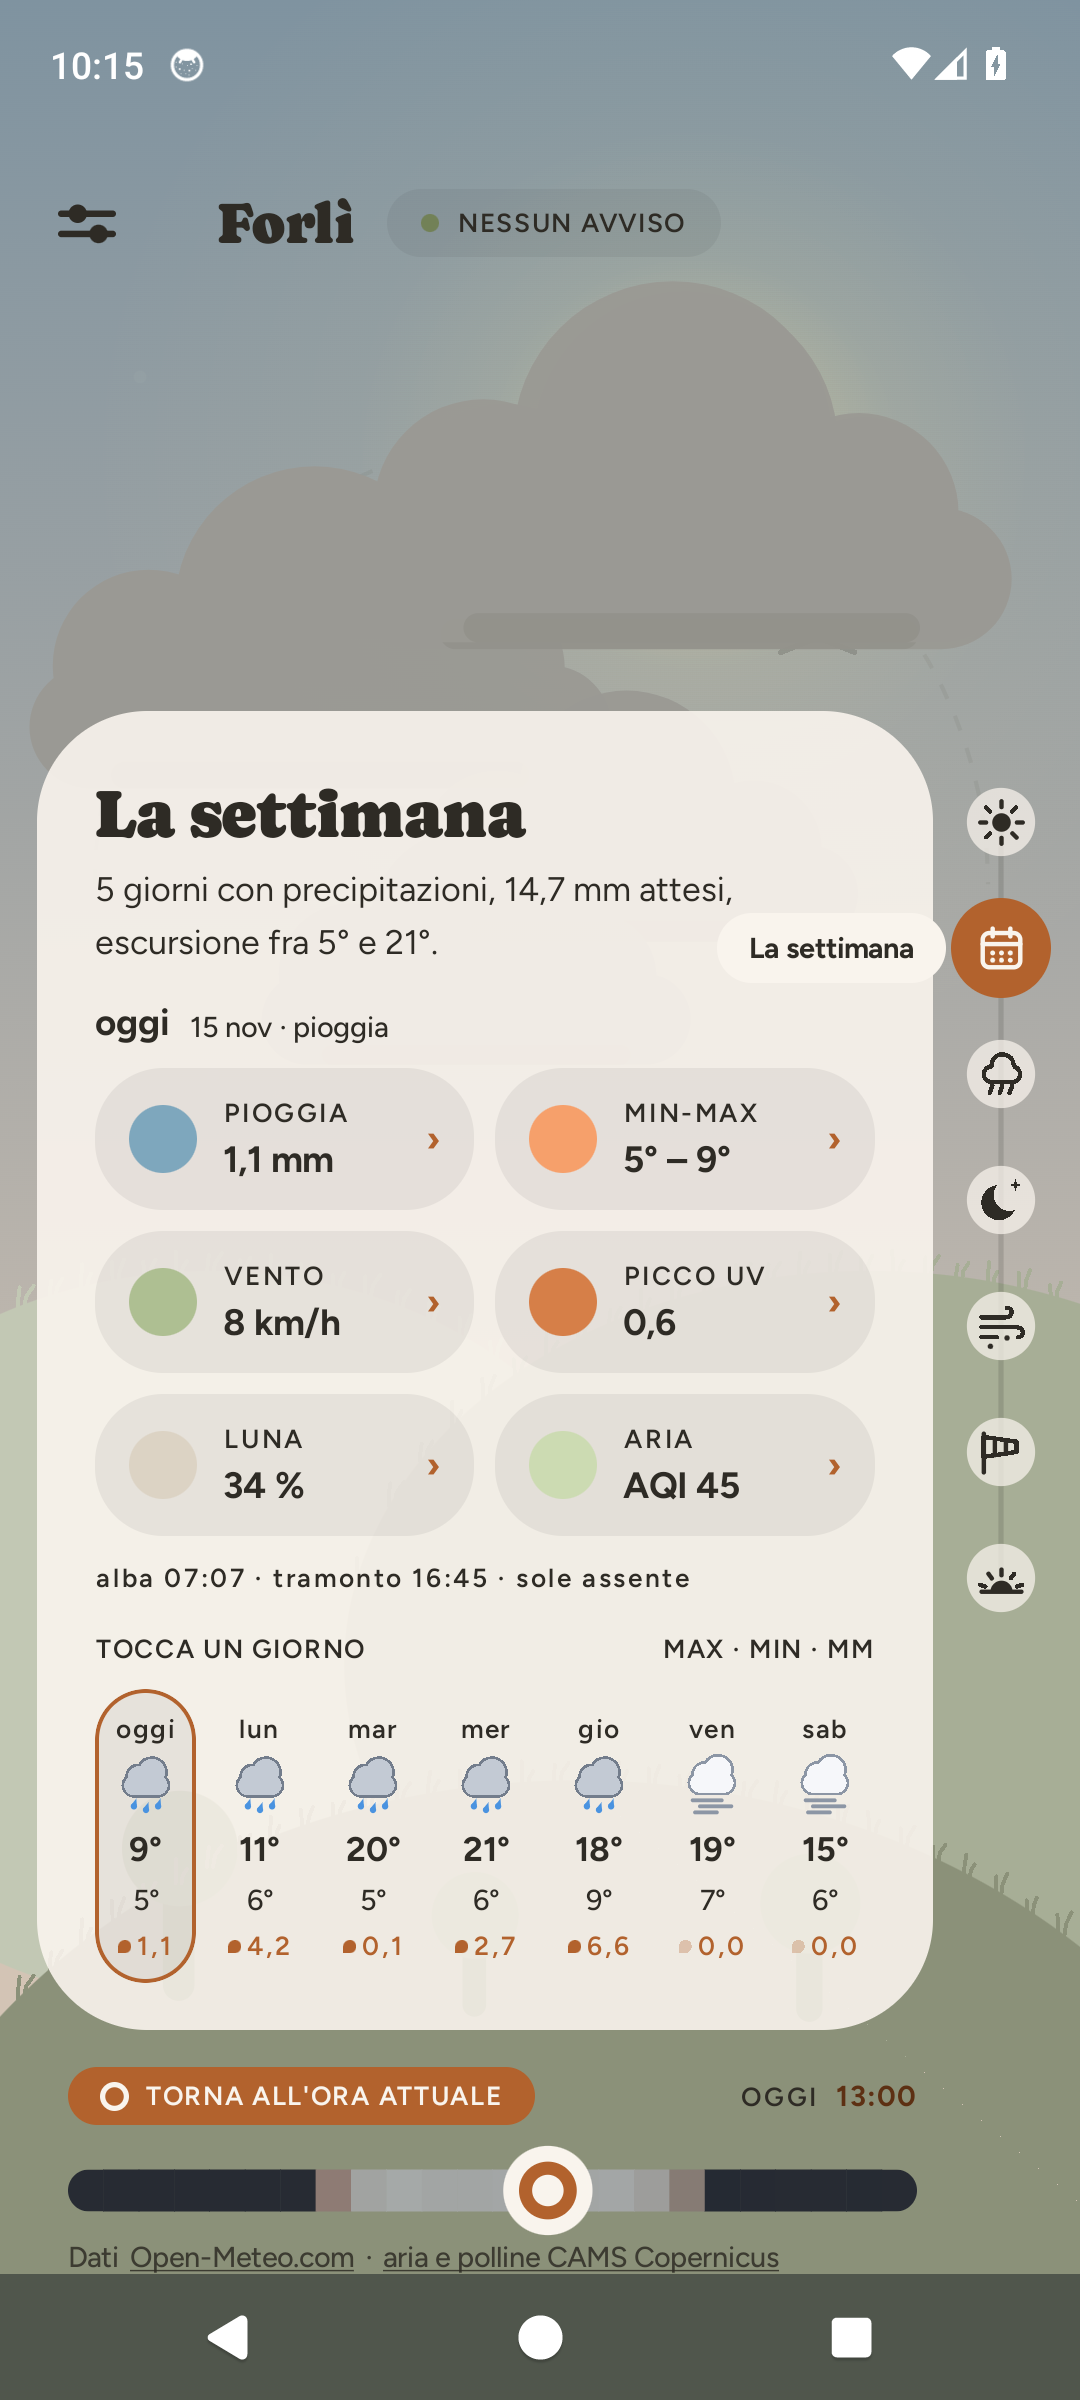 10:15
Forlì NESSUN AVVISO
La settimana
5 giorni con precipitazioni, 14,7 mm attesi,
escursione fra 5° e 21°.
La settimana
oggi 15 nov · pioggia
PIOGGIA
1,1 mm
›
MIN-MAX
5° – 9°
›
VENTO
8 km/h
›
PICCO UV
0,6
›
LUNA
34 %
›
ARIA
AQI 45
›
alba 07:07 · tramonto 16:45 · sole assente
TOCCA UN GIORNO MAX · MIN · MM
oggi lun mar mer gio ven sab
9° 11° 20° 21° 18° 19° 15°
5° 6° 5° 6° 9° 7° 6°
1,1 4,2 0,1 2,7 6,6 0,0 0,0
TORNA ALL'ORA ATTUALE OGGI 13:00
Dati Open-Meteo.com · aria e polline CAMS Copernicus